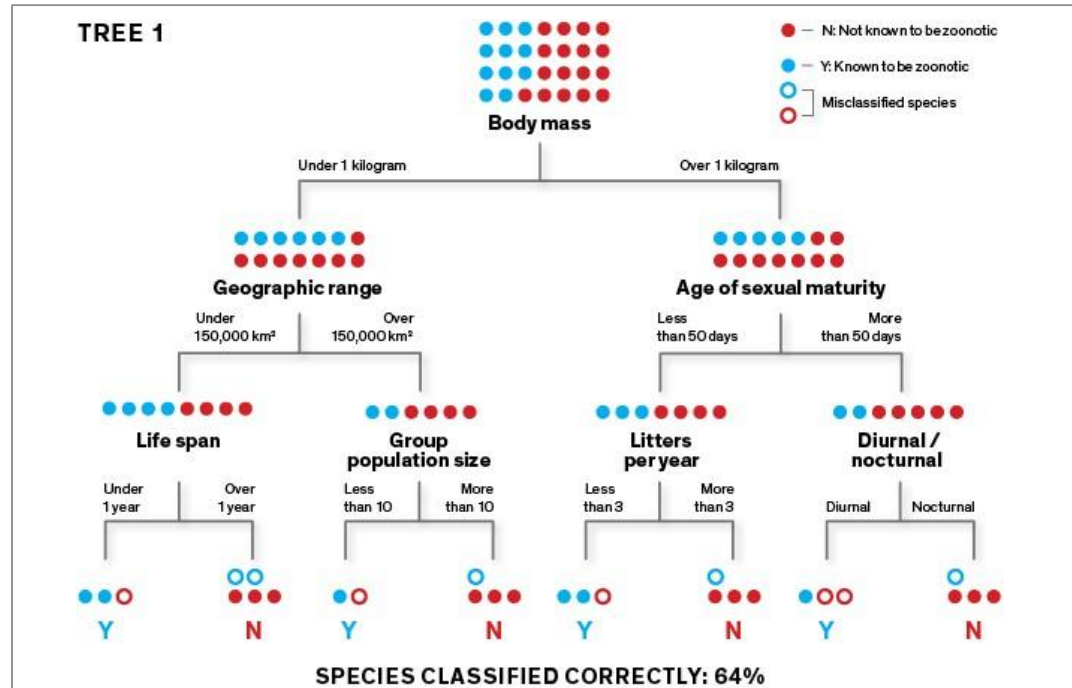 TREE 1
N: Not known to be zoonotic
Y: Known to be zoonotic
Misclassified species
Body mass
Under 1 kilogram
Over 1 kilogram
Geographic range
Age of sexual maturity
Under
150,000 km²
Over
150,000 km²
Less
than 50 days
More
than 50 days
Life span
Group
population size
Litters
per year
Diurnal /
nocturnal
Under
1 year
Over
1 year
Less
than 10
More
than 10
Less
than 3
More
than 3
Diurnal
Nocturnal
Y
N
Y
N
Y
N
Y
N
SPECIES CLASSIFIED CORRECTLY: 64%